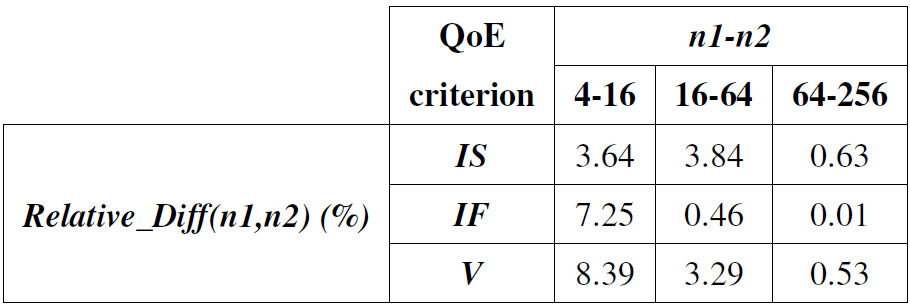 QoE criterion n1-n2
4-16 16-64 64-256
Relative_Diff(n1,n2) (%)
IS 3.64 3.84 0.63
IF 7.25 0.46 0.01
V 8.39 3.29 0.53